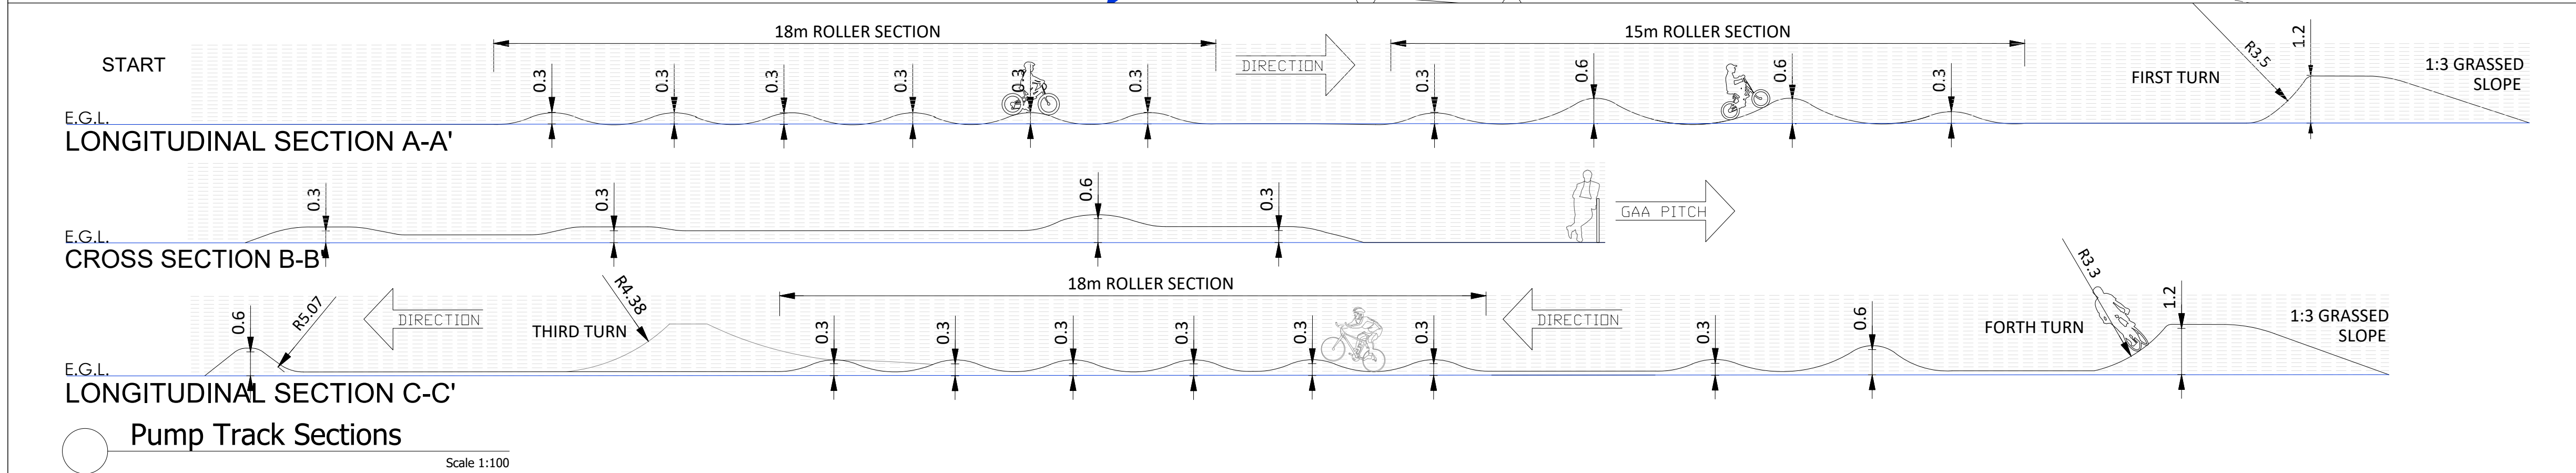 18m ROLLER SECTION
15m ROLLER SECTION
START
0.3
0.3
0.3
0.3
0.3
0.3
DIRECTION
0.3
0.6
0.6
0.3
FIRST TURN
R3.5
1.2
1:3 GRASSED
SLOPE
E.G.L.
LONGITUDINAL SECTION A-A'
0.3
0.3
0.6
0.3
GAA PITCH
E.G.L.
CROSS SECTION B-B'
18m ROLLER SECTION
0.6
R5.07
DIRECTION
THIRD TURN
R4.38
0.3
0.3
0.3
0.3
0.3
0.3
DIRECTION
0.3
0.6
FORTH TURN
R3.3
1.2
1:3 GRASSED
SLOPE
E.G.L.
LONGITUDINAL SECTION C-C'
Pump Track Sections
Scale 1:100